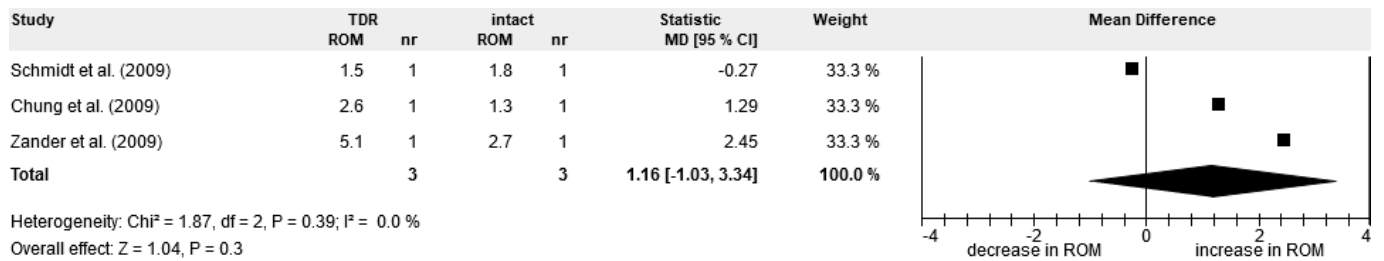 Study TDR intact Statistic Weight Mean Difference
ROM nr ROM nr MD [95 % CI]
Schmidt et al. (2009) 1.5 1 1.8 1 -0.27 33.3 %
Chung et al. (2009) 2.6 1 1.3 1 1.29 33.3 %
Zander et al. (2009) 5.1 1 2.7 1 2.45 33.3 %
Total 3 3 1.16 [-1.03, 3.34] 100.0 %
Heterogeneity: Chi² = 1.87, df = 2, P = 0.39; I² = 0.0 %
Overall effect: Z = 1.04, P = 0.3
-4 -2 0 2 4
decrease in ROM increase in ROM